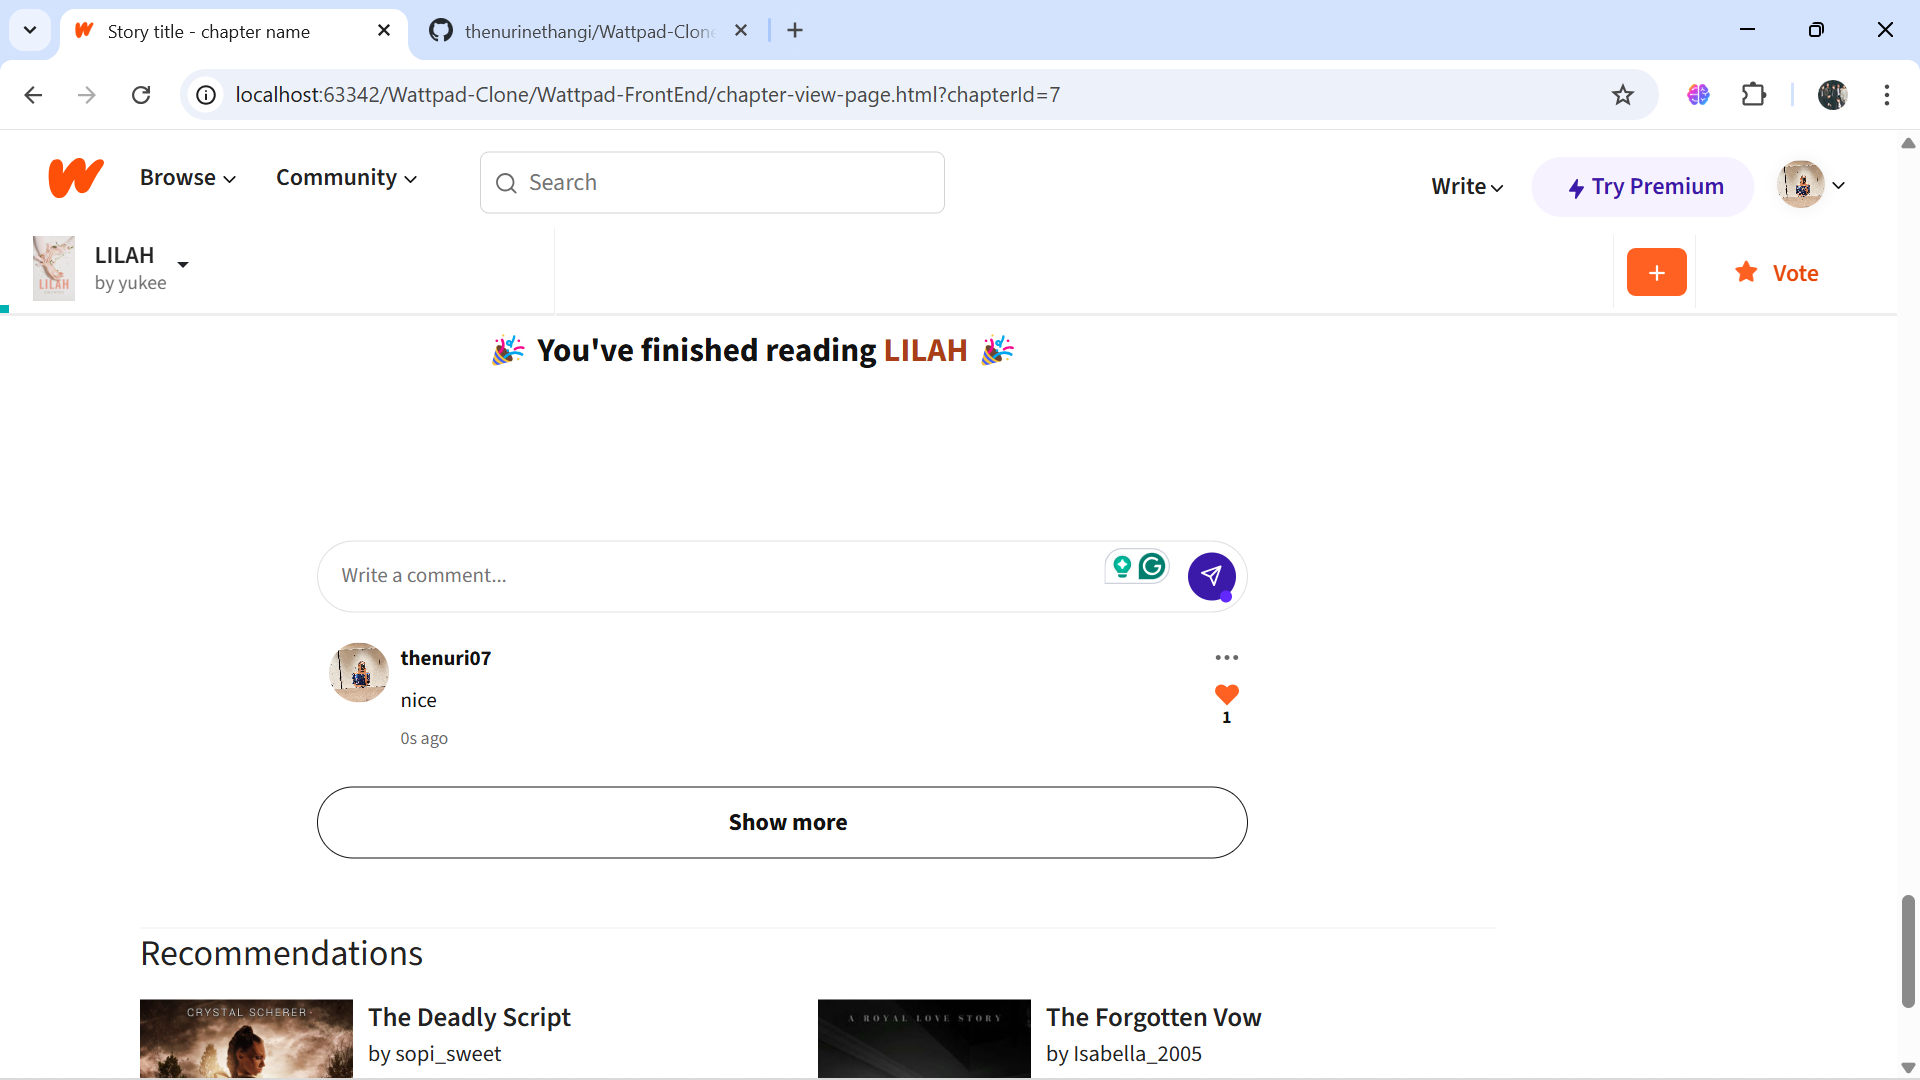 Story title - chapter name
thenurinethangi/Wattpad-Clone
localhost:63342/Wattpad-Clone/Wattpad-FrontEnd/chapter-view-page.html?chapterId=7
Browse
Community
Search
Write
Try Premium
LILAH
LILAH
by yukee
+
Vote
🎉 You've finished reading LILAH 🎉
Write a comment...
thenuri07
nice
1
0s ago
Show more
Recommendations
CRYSTAL SCHERER
The Deadly Script
by sopi_sweet
A ROYAL LOVE STORY
The Forgotten Vow
by Isabella_2005